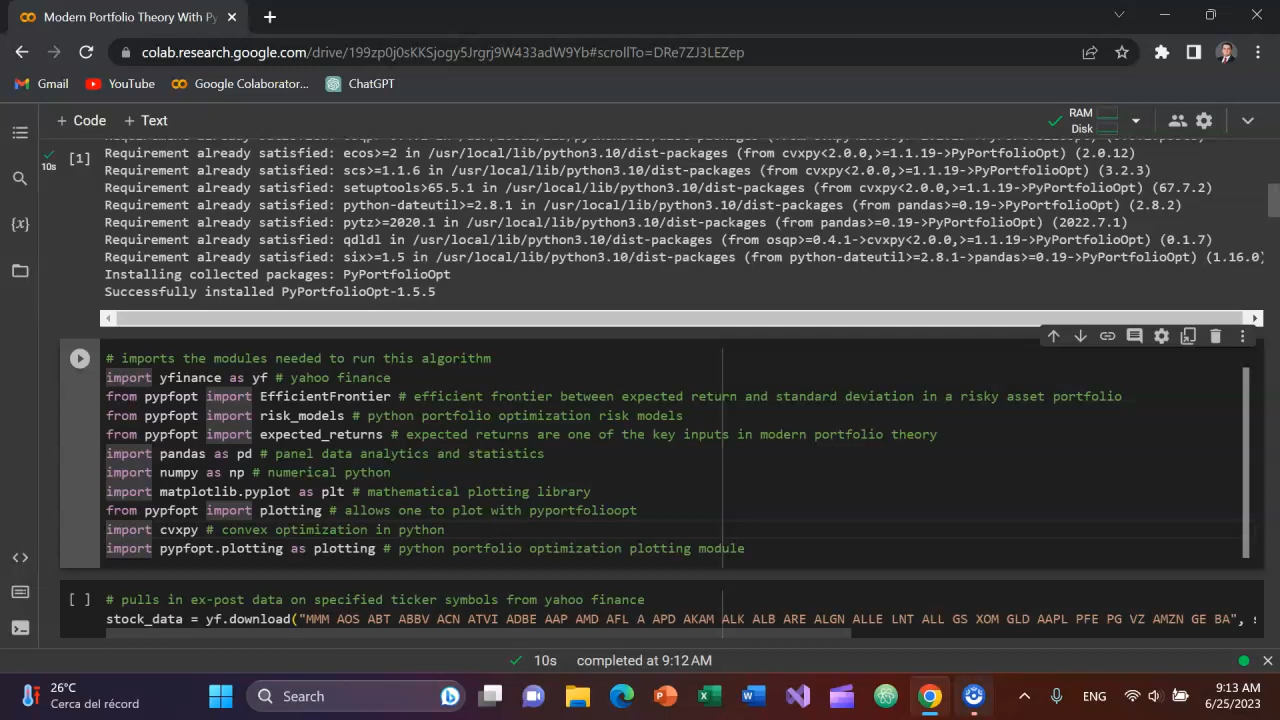 Modern Portfolio Theory With Py
colab.research.google.com/drive/199zp0j0sKKSjogy5Jrgrj9W433adW9Yb#scrollTo=DRe7ZJ3LEZep
Gmail YouTube Google Colaborator... ChatGPT
+ Code + Text RAM
Disk
[1]
10s
Requirement already satisfied: ecos>=2 in /usr/local/lib/python3.10/dist-packages (from cvxpy<2.0.0,>=1.1.19->PyPortfolioOpt) (2.0.12)
Requirement already satisfied: scs>=1.1.6 in /usr/local/lib/python3.10/dist-packages (from cvxpy<2.0.0,>=1.1.19->PyPortfolioOpt) (3.2.3)
Requirement already satisfied: setuptools>65.5.1 in /usr/local/lib/python3.10/dist-packages (from cvxpy<2.0.0,>=1.1.19->PyPortfolioOpt) (67.7.2)
Requirement already satisfied: python-dateutil>=2.8.1 in /usr/local/lib/python3.10/dist-packages (from pandas>=0.19->PyPortfolioOpt) (2.8.2)
Requirement already satisfied: pytz>=2020.1 in /usr/local/lib/python3.10/dist-packages (from pandas>=0.19->PyPortfolioOpt) (2022.7.1)
Requirement already satisfied: qdldl in /usr/local/lib/python3.10/dist-packages (from osqp>=0.4.1->cvxpy<2.0.0,>=1.1.19->PyPortfolioOpt) (0.1.7)
Requirement already satisfied: six>=1.5 in /usr/local/lib/python3.10/dist-packages (from python-dateutil>=2.8.1->pandas>=0.19->PyPortfolioOpt) (1.16.0)
Installing collected packages: PyPortfolioOpt
Successfully installed PyPortfolioOpt-1.5.5
# imports the modules needed to run this algorithm
import yfinance as yf # yahoo finance
from pypfopt import EfficientFrontier # efficient frontier between expected return and standard deviation in a risky asset portfolio
from pypfopt import risk_models # python portfolio optimization risk models
from pypfopt import expected_returns # expected returns are one of the key inputs in modern portfolio theory
import pandas as pd # panel data analytics and statistics
import numpy as np # numerical python
import matplotlib.pyplot as plt # mathematical plotting library
from pypfopt import plotting # allows one to plot with pyportfolioopt
import cvxpy # convex optimization in python
import pypfopt.plotting as plotting # python portfolio optimization plotting module
[ ] # pulls in ex-post data on specified ticker symbols from yahoo finance
stock_data = yf.download("MMM AOS ABT ABBV ACN ATVI ADBE AAP AMD AFL A APD AKAM ALK ALB ARE ALGN ALLE LNT ALL GS XOM GLD AAPL PFE PG VZ AMZN GE BA", s
10s completed at 9:12 AM
26°C
Cerca del récord
Search
ENG
9:13 AM
6/25/2023